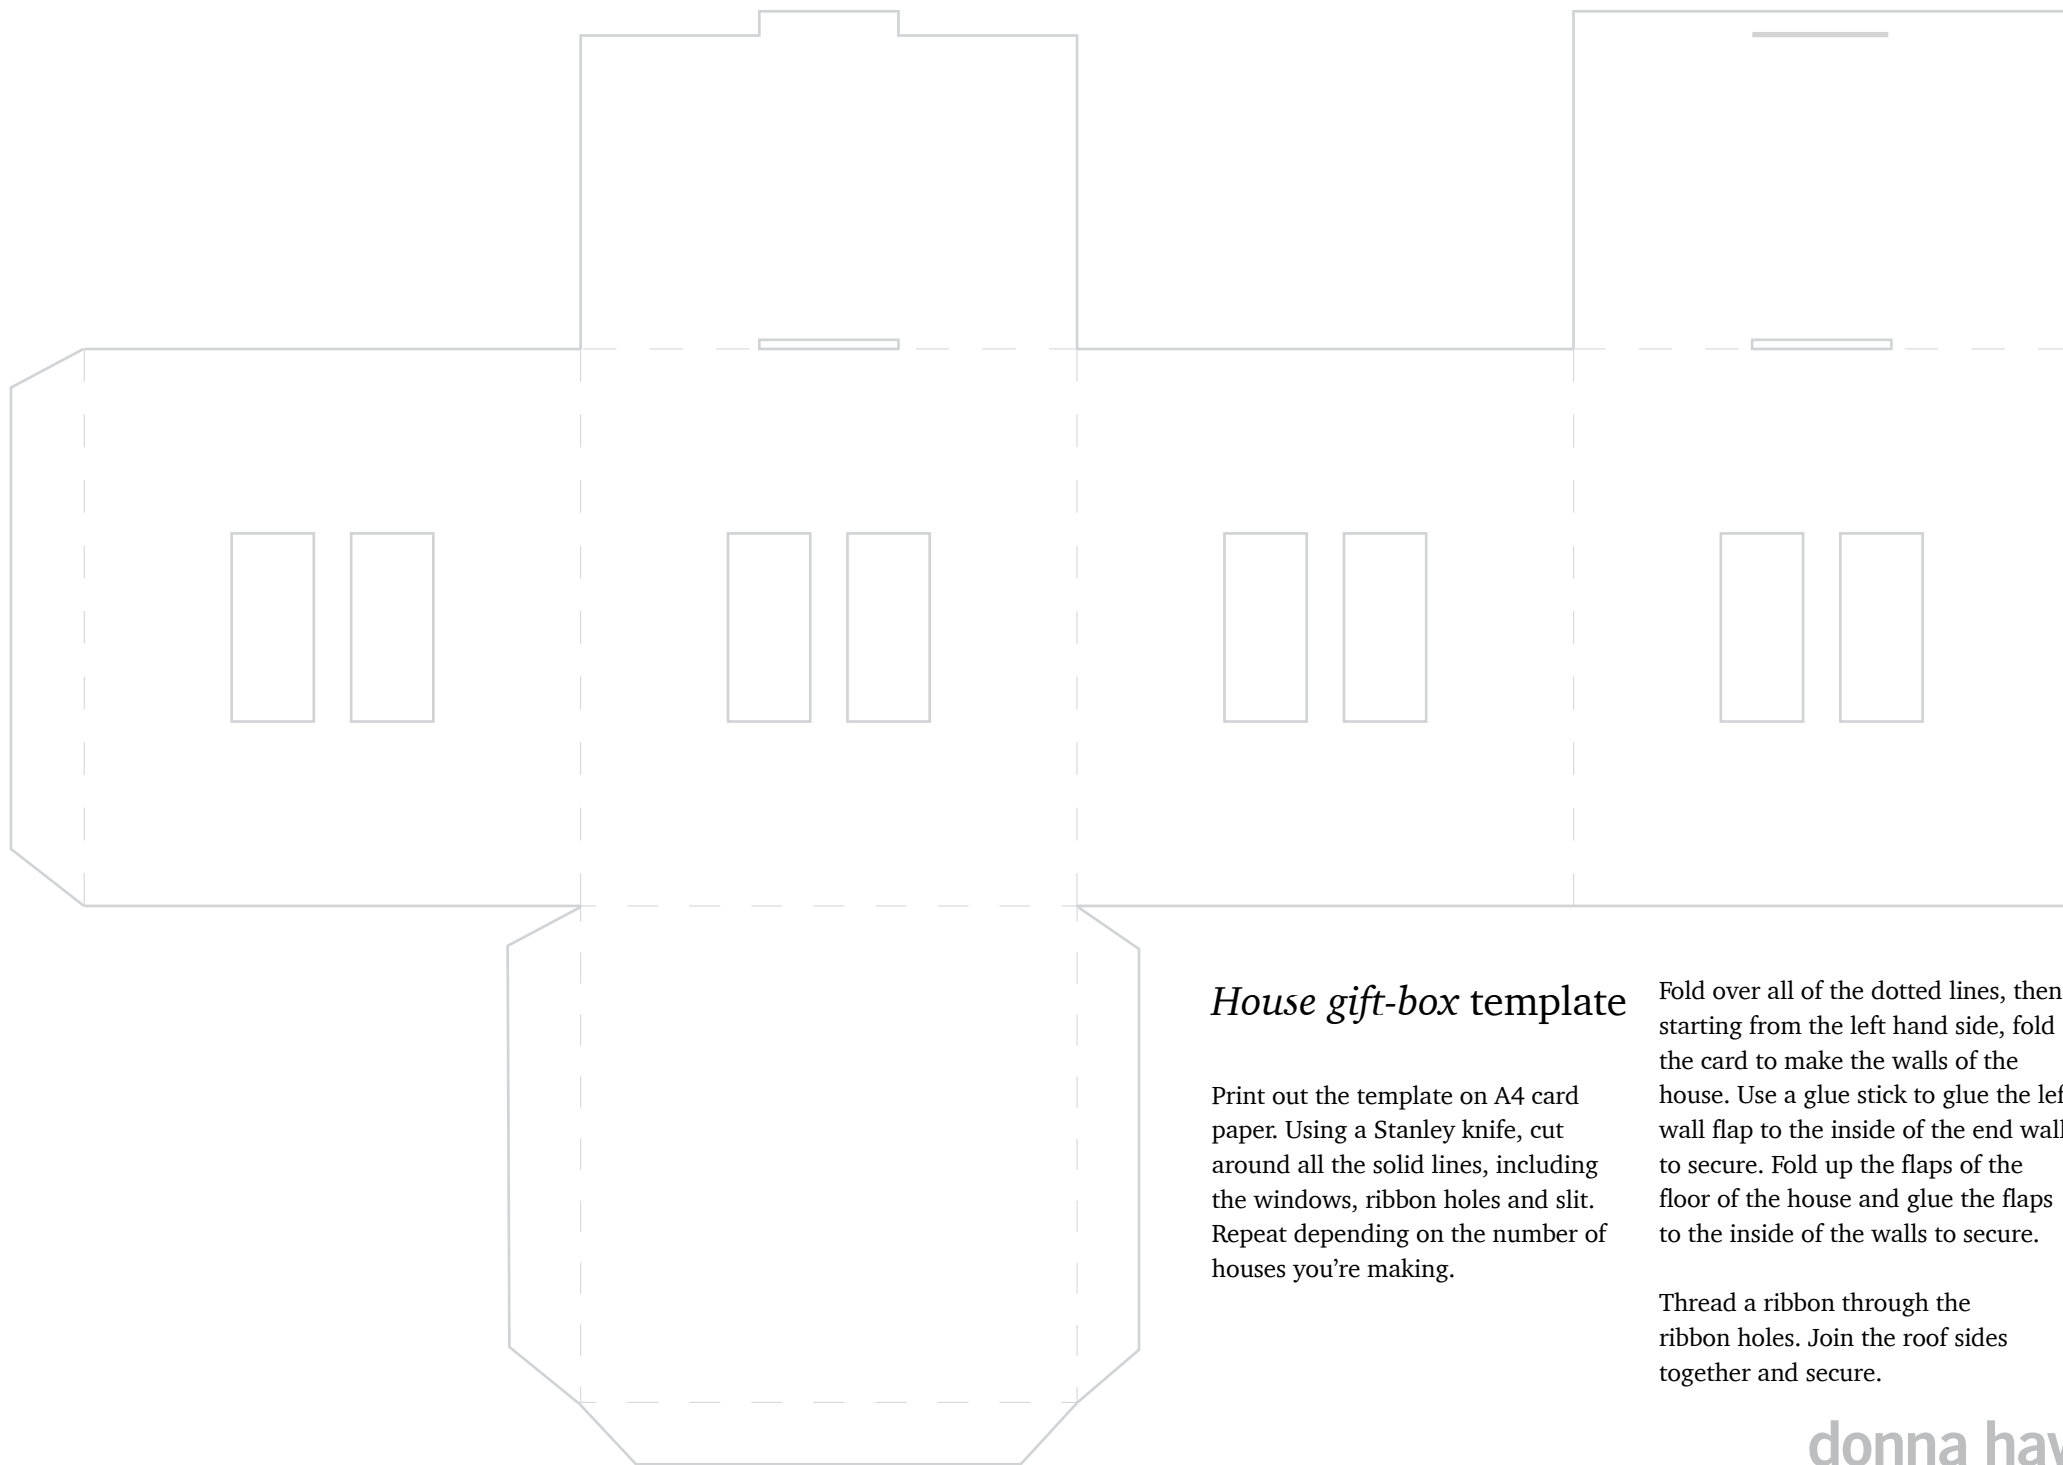 House gift-box template
Print out the template on A4 card
paper. Using a Stanley knife, cut
around all the solid lines, including
the windows, ribbon holes and slit.
Repeat depending on the number of
houses you’re making.
Fold over all of the dotted lines, then
starting from the left hand side, fold
the card to make the walls of the
house. Use a glue stick to glue the
wall flap to the inside of the end wall
to secure. Fold up the flaps of the
floor of the house and glue the flaps
to the inside of the walls to secure.
Thread a ribbon through the
ribbon holes. Join the roof sides
together and secure.
donna